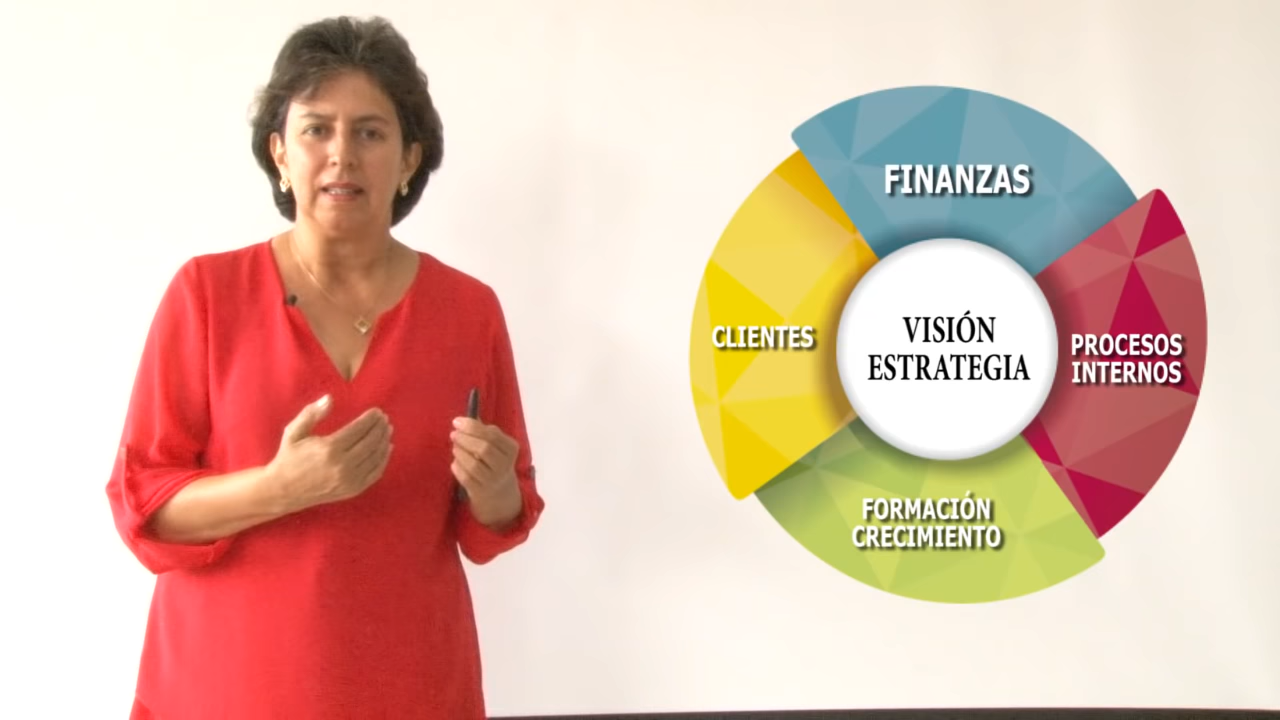 FINANZAS
CLIENTES
VISIÓN
ESTRATEGIA
PROCESOS
INTERNOS
FORMACIÓN
CRECIMIENTO